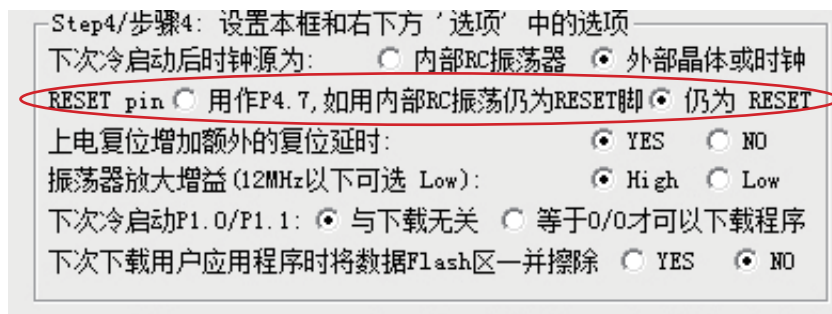 Step4/步骤4: 设置本框和右下方 '选项' 中的选项
下次冷启动后时钟源为: 内部RC振荡器 外部晶体或时钟
RESET pin 用作P4.7,如用内部RC振荡仍为RESET脚 仍为 RESET
上电复位增加额外的复位延时: YES NO
振荡器放大增益(12MHz以下可选 Low): High Low
下次冷启动P1.0/P1.1: 与下载无关 等于0/0才可以下载程序
下次下载用户应用程序时将数据Flash区一并擦除 YES NO